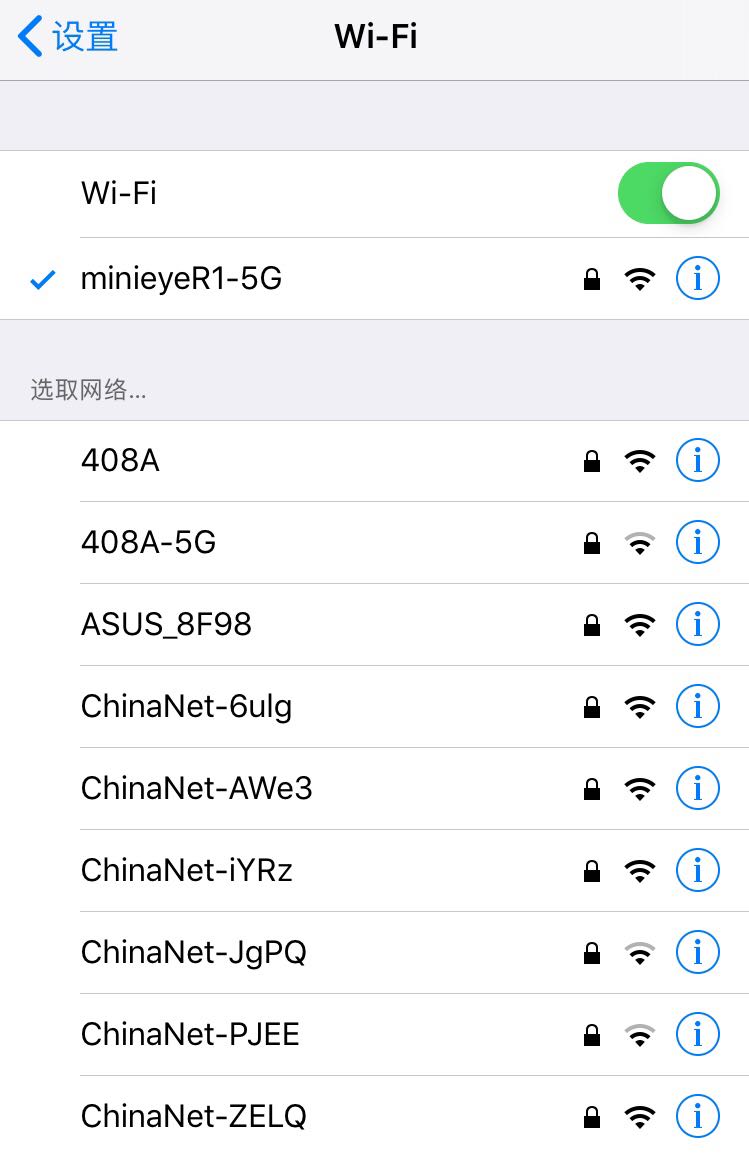 设置
Wi-Fi
Wi-Fi
minieyeR1-5G
选取网络...
408A
408A-5G
ASUS_8F98
ChinaNet-6ulg
ChinaNet-AWe3
ChinaNet-iYRz
ChinaNet-JgPQ
ChinaNet-PJEE
ChinaNet-ZELQ